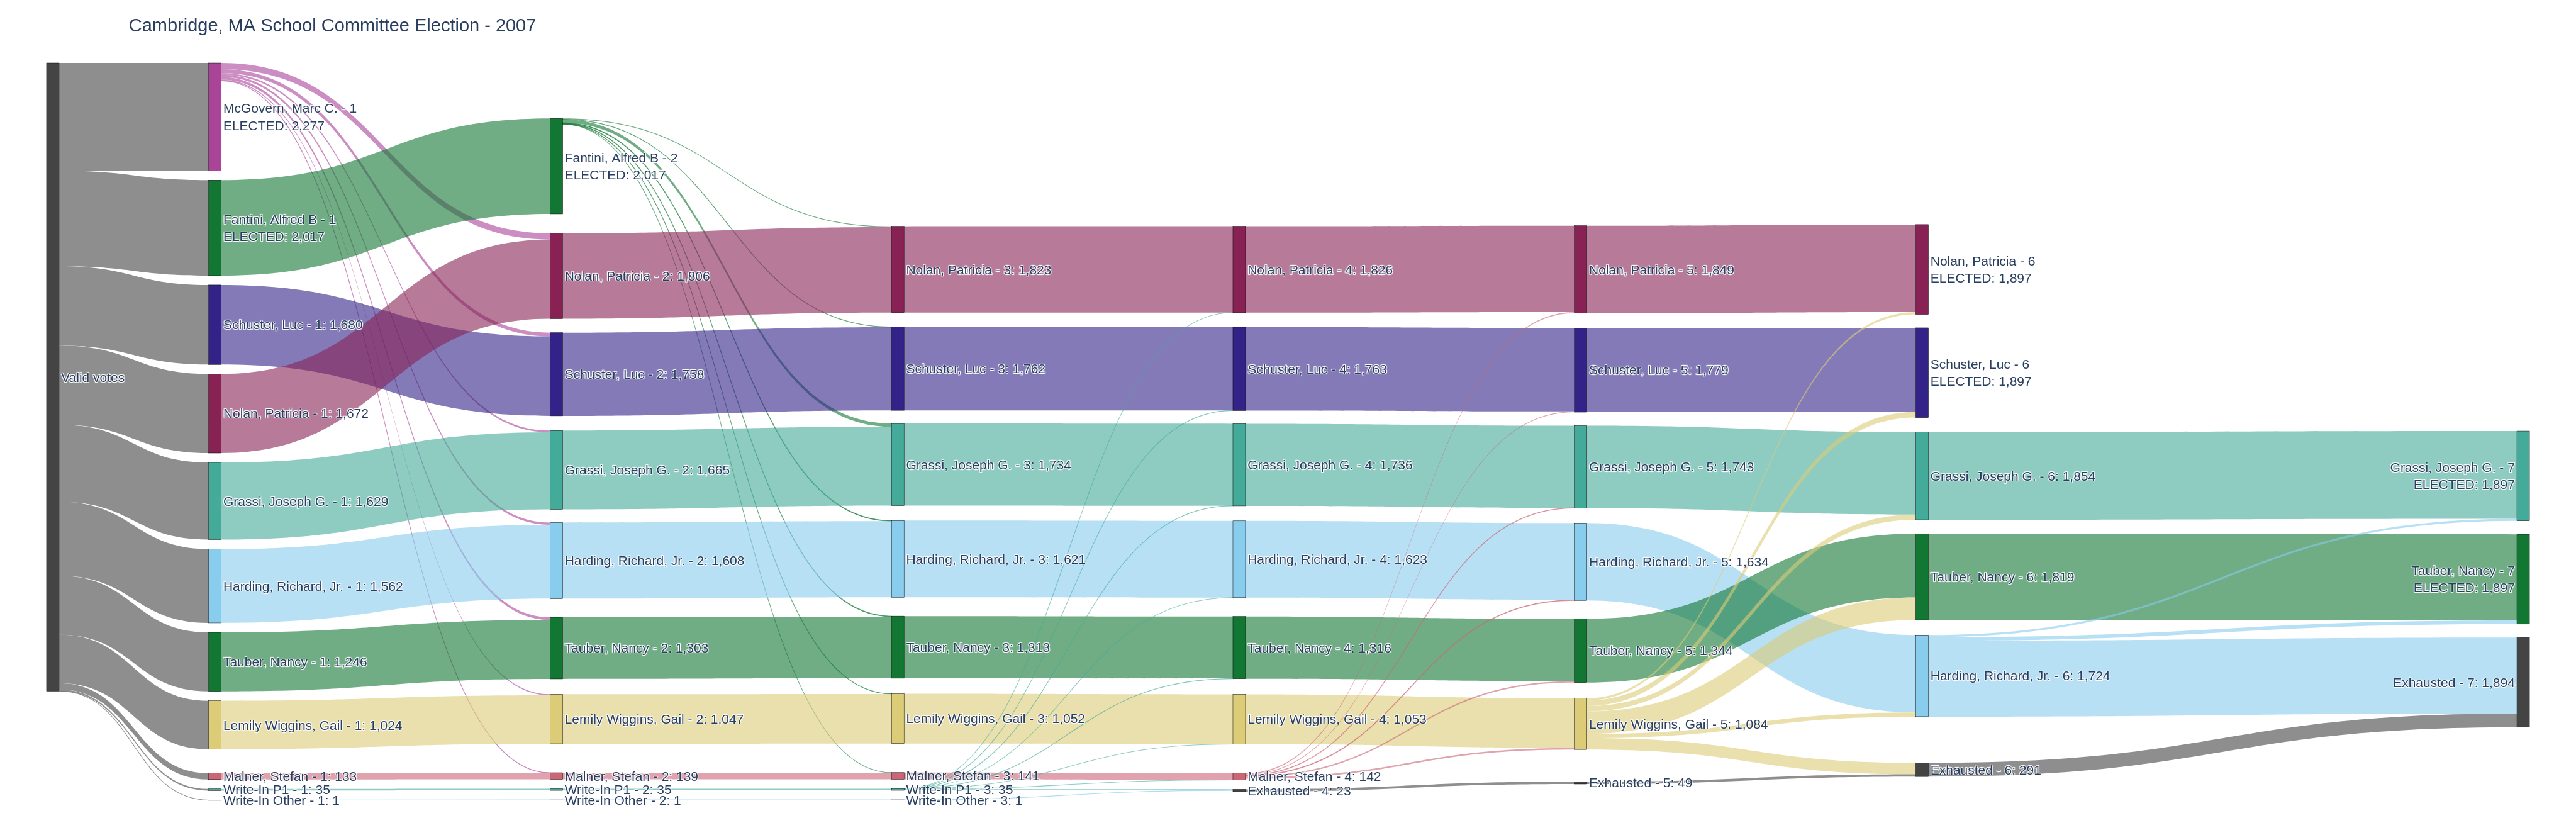 Cambridge, MA School Committee Election - 2007
Valid votes
McGovern, Marc C. - 1
ELECTED: 2,277
Fantini, Alfred B - 1
ELECTED: 2,017
Schuster, Luc - 1: 1,680
Nolan, Patricia - 1: 1,672
Grassi, Joseph G. - 1: 1,629
Harding, Richard, Jr. - 1: 1,562
Tauber, Nancy - 1: 1,246
Lemily Wiggins, Gail - 1: 1,024
Malner, Stefan - 1: 133
Write-In P1 - 1: 35
Write-In Other - 1: 1
Fantini, Alfred B - 2
ELECTED: 2,017
Nolan, Patricia - 2: 1,806
Schuster, Luc - 2: 1,758
Grassi, Joseph G. - 2: 1,665
Harding, Richard, Jr. - 2: 1,608
Tauber, Nancy - 2: 1,303
Lemily Wiggins, Gail - 2: 1,047
Malner, Stefan - 2: 139
Write-In P1 - 2: 35
Write-In Other - 2: 1
Nolan, Patricia - 3: 1,823
Schuster, Luc - 3: 1,762
Grassi, Joseph G. - 3: 1,734
Harding, Richard, Jr. - 3: 1,621
Tauber, Nancy - 3: 1,313
Lemily Wiggins, Gail - 3: 1,052
Malner, Stefan - 3: 141
Write-In P1 - 3: 35
Write-In Other - 3: 1
Nolan, Patricia - 4: 1,826
Schuster, Luc - 4: 1,763
Grassi, Joseph G. - 4: 1,736
Harding, Richard, Jr. - 4: 1,623
Tauber, Nancy - 4: 1,316
Lemily Wiggins, Gail - 4: 1,053
Malner, Stefan - 4: 142
Exhausted - 4: 23
Nolan, Patricia - 5: 1,849
Schuster, Luc - 5: 1,779
Grassi, Joseph G. - 5: 1,743
Harding, Richard, Jr. - 5: 1,634
Tauber, Nancy - 5: 1,344
Lemily Wiggins, Gail - 5: 1,084
Exhausted - 5: 49
Nolan, Patricia - 6
ELECTED: 1,897
Schuster, Luc - 6
ELECTED: 1,897
Grassi, Joseph G. - 6: 1,854
Tauber, Nancy - 6: 1,819
Harding, Richard, Jr. - 6: 1,724
Exhausted - 6: 291
Grassi, Joseph G. - 7
ELECTED: 1,897
Tauber, Nancy - 7
ELECTED: 1,897
Exhausted - 7: 1,894